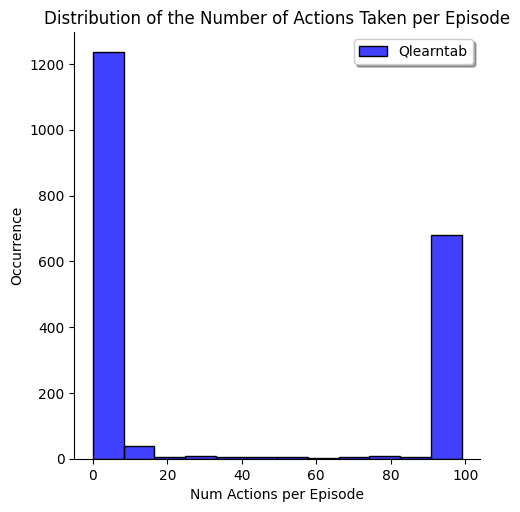 Distribution of the Number of Actions Taken per Episode
Qlearntab
1200
1000
800
600
400
200
0
Occurrence
0 20 40 60 80 100
Num Actions per Episode